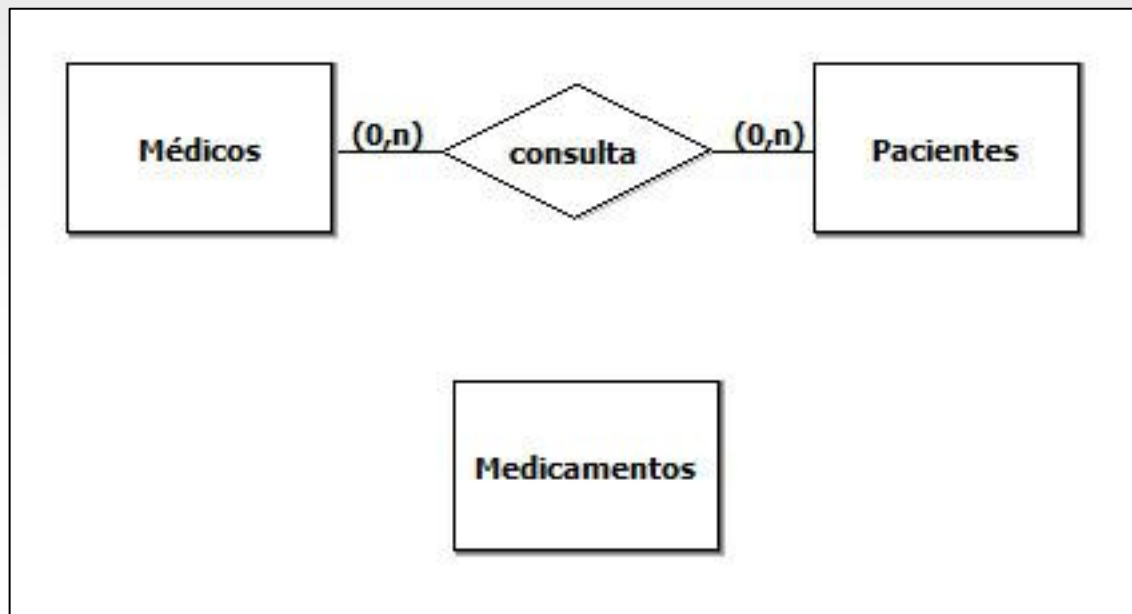 Médicos
(0,n)
consulta
(0,n)
Pacientes
Medicamentos